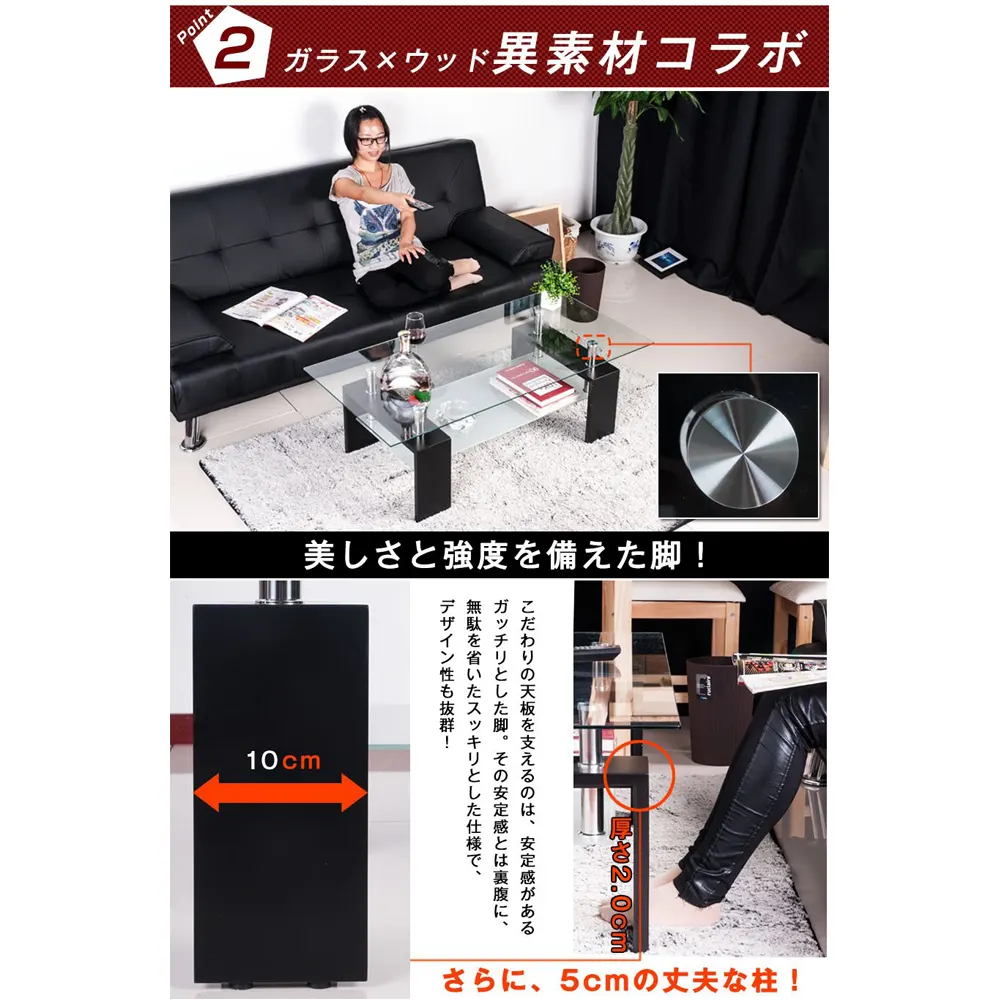 Point
2
ガラス×ウッド異素材コラボ
美しさと強度を備えた脚！
10cm
こだわりの天板を支えるのは、安定感がある
ガッチリとした脚。その安定感とは裏腹に、
無駄を省いたスッキリとした仕様で、
デザイン性も抜群！
厚さ2.0cm
さらに、5cmの丈夫な柱！